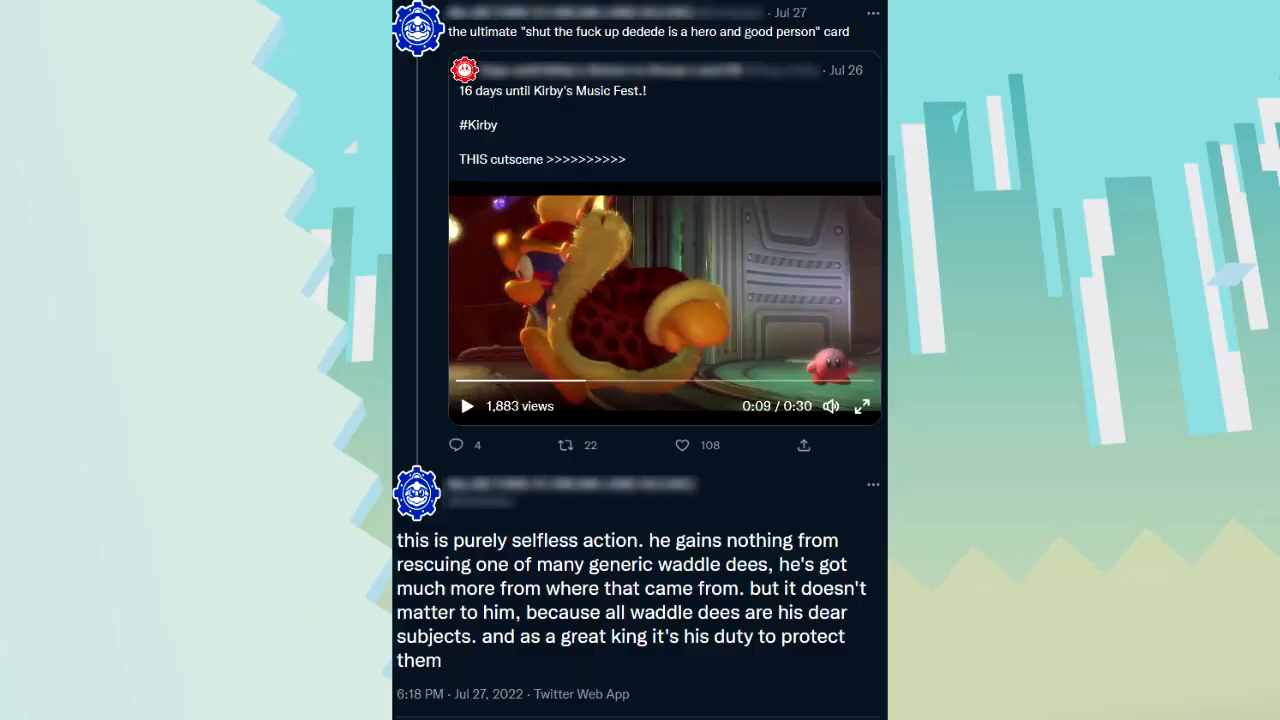 · Jul 27
the ultimate "shut the fuck up dedede is a hero and good person" card
· Jul 26
16 days until Kirby's Music Fest.!
#Kirby
THIS cutscene >>>>>>>>>>
1,883 views
0:09 / 0:30
4
22
108
this is purely selfless action. he gains nothing from
rescuing one of many generic waddle dees, he's got
much more from where that came from. but it doesn't
matter to him, because all waddle dees are his dear
subjects. and as a great king it's his duty to protect
them
6:18 PM · Jul 27, 2022 · Twitter Web App